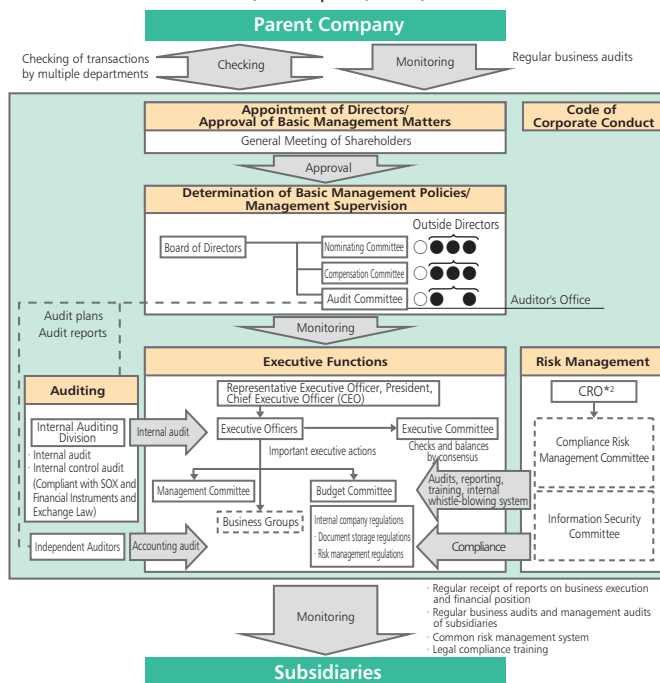 Parent Company
Checking of transactions
by multiple departments
Checking
Monitoring
Regular business audits
Appointment of Directors/
Approval of Basic Management Matters
General Meeting of Shareholders
Code of
Corporate Conduct
Approval
Determination of Basic Management Policies/
Management Supervision
Outside Directors
Board of Directors
Nominating Committee
Compensation Committee
Audit Committee
Auditor's Office
Audit plans
Audit reports
Monitoring
Executive Functions
Risk Management
Auditing
Representative Executive Officer, President,
Chief Executive Officer (CEO)
CRO*2
Internal Auditing
Division
Internal audit
Executive Officers
Executive Committee
Compliance Risk
Management Committee
· Internal audit
· Internal control audit
(Compliant with SOX and
Financial Instruments and
Exchange Law)
Important executive actions
Checks and balances
by consensus
Management Committee
Budget Committee
Audits, reporting,
training, internal
whistle-blowing system
Business Groups
Internal company regulations
· Document storage regulations
· Risk management regulations
Information Security
Committee
Independent Auditors
Accounting audit
Compliance
Monitoring
· Regular receipt of reports on business execution
and financial position
· Regular business audits and management audits
of subsidiaries
· Common risk management system
· Legal compliance training
Subsidiaries